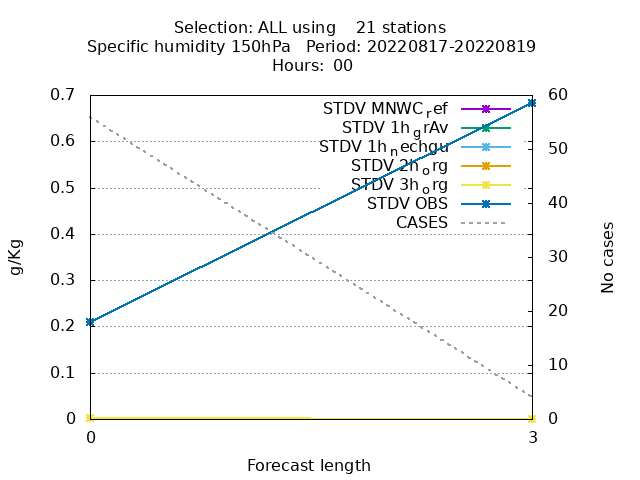 Selection: ALL using    21 stations
Specific humidity 150hPa   Period: 20220817-20220819
Hours:  00
0.7
0.6
0.5
0.4
0.3
0.2
0.1
0
60
50
40
30
20
10
0
STDV MNWC_ref
STDV 1h_grAv
STDV 1h_nechgu
STDV 2h_org
STDV 3h_org
STDV OBS
CASES
g/Kg
No cases
0
3
Forecast length